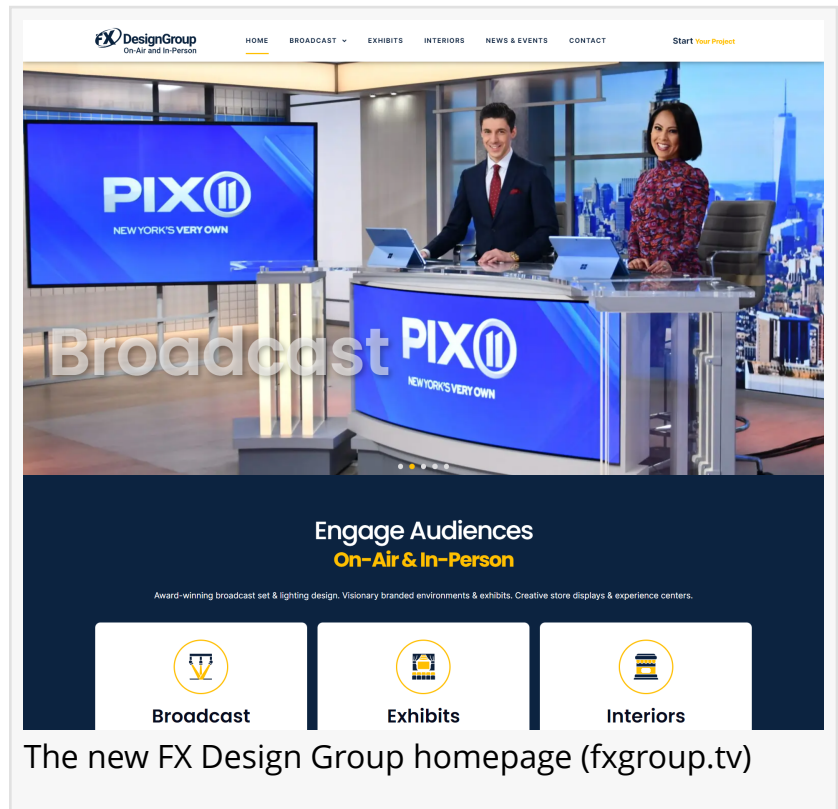 FX DesignGroup
On-Air and In-Person
HOME BROADCAST EXHIBITS INTERIORS NEWS & EVENTS CONTACT
Start Your Project
PIX11
NEW YORK'S VERY OWN
Broadcast
PIX11
NEW YORK'S VERY OWN
Engage Audiences
On-Air & In-Person
Award-winning broadcast set & lighting design. Visionary branded environments & exhibits. Creative store displays & experience centers.
Broadcast
Exhibits
Interiors
The new FX Design Group homepage (fxgroup.tv)